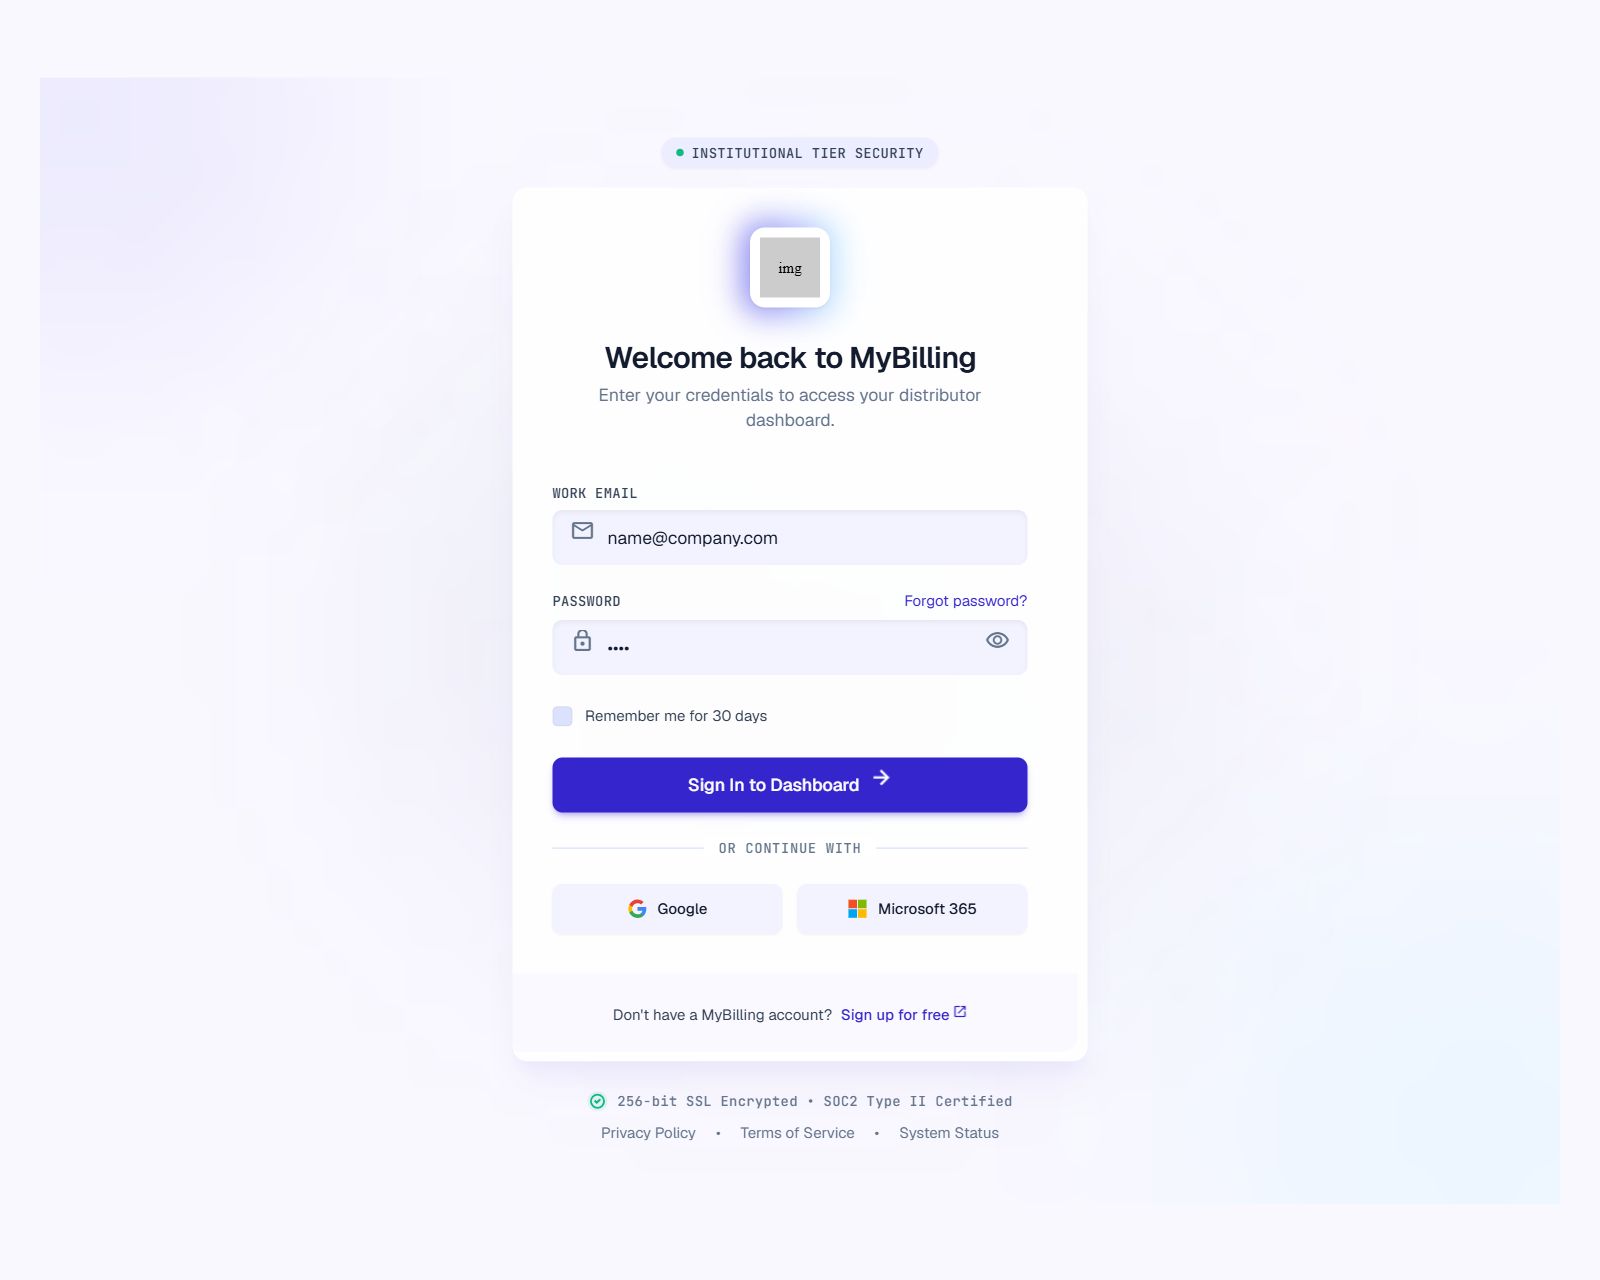 INSTITUTIONAL TIER SECURITY
img
Welcome back to MyBilling
Enter your credentials to access your distributor
dashboard.
WORK EMAIL
name@company.com
PASSWORD Forgot password?
••••
Remember me for 30 days
Sign In to Dashboard
OR CONTINUE WITH
Google Microsoft 365
Don't have a MyBilling account? Sign up for free
256-bit SSL Encrypted • SOC2 Type II Certified
Privacy Policy • Terms of Service • System Status